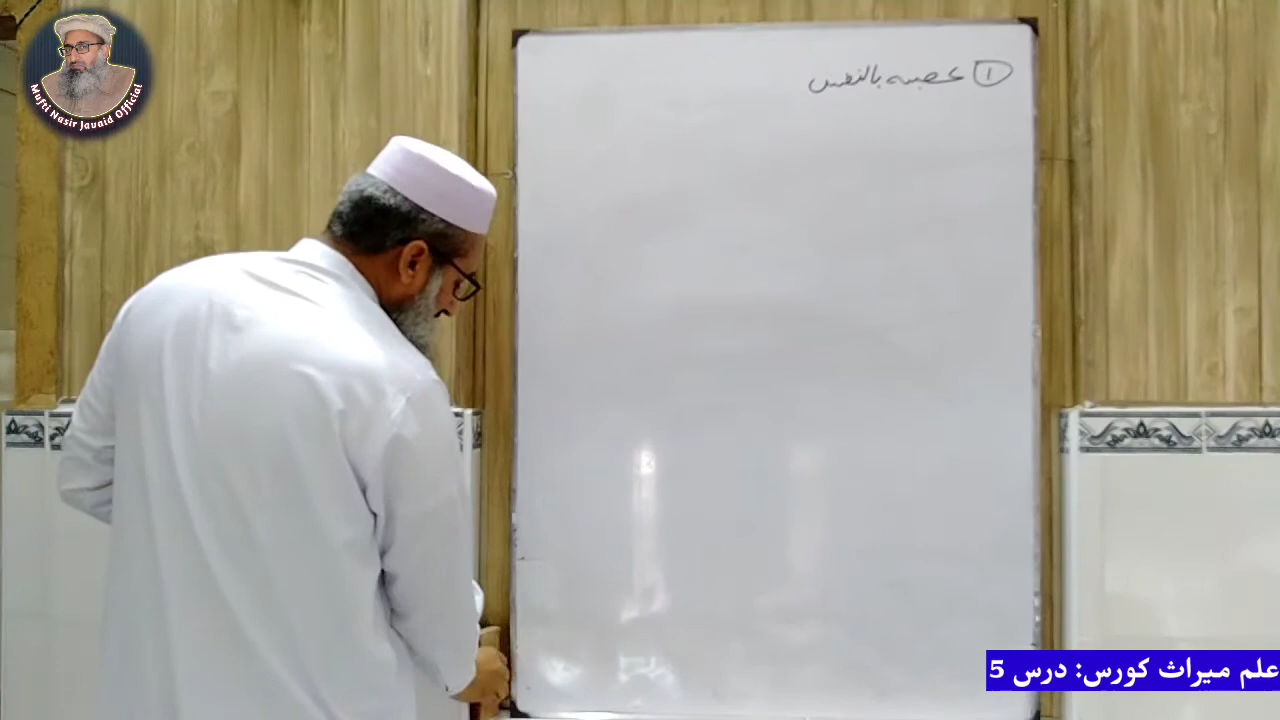 Mufti Nasir Javaid Official
① عصبہ بالنفس
علم میراث کورس: درس 5